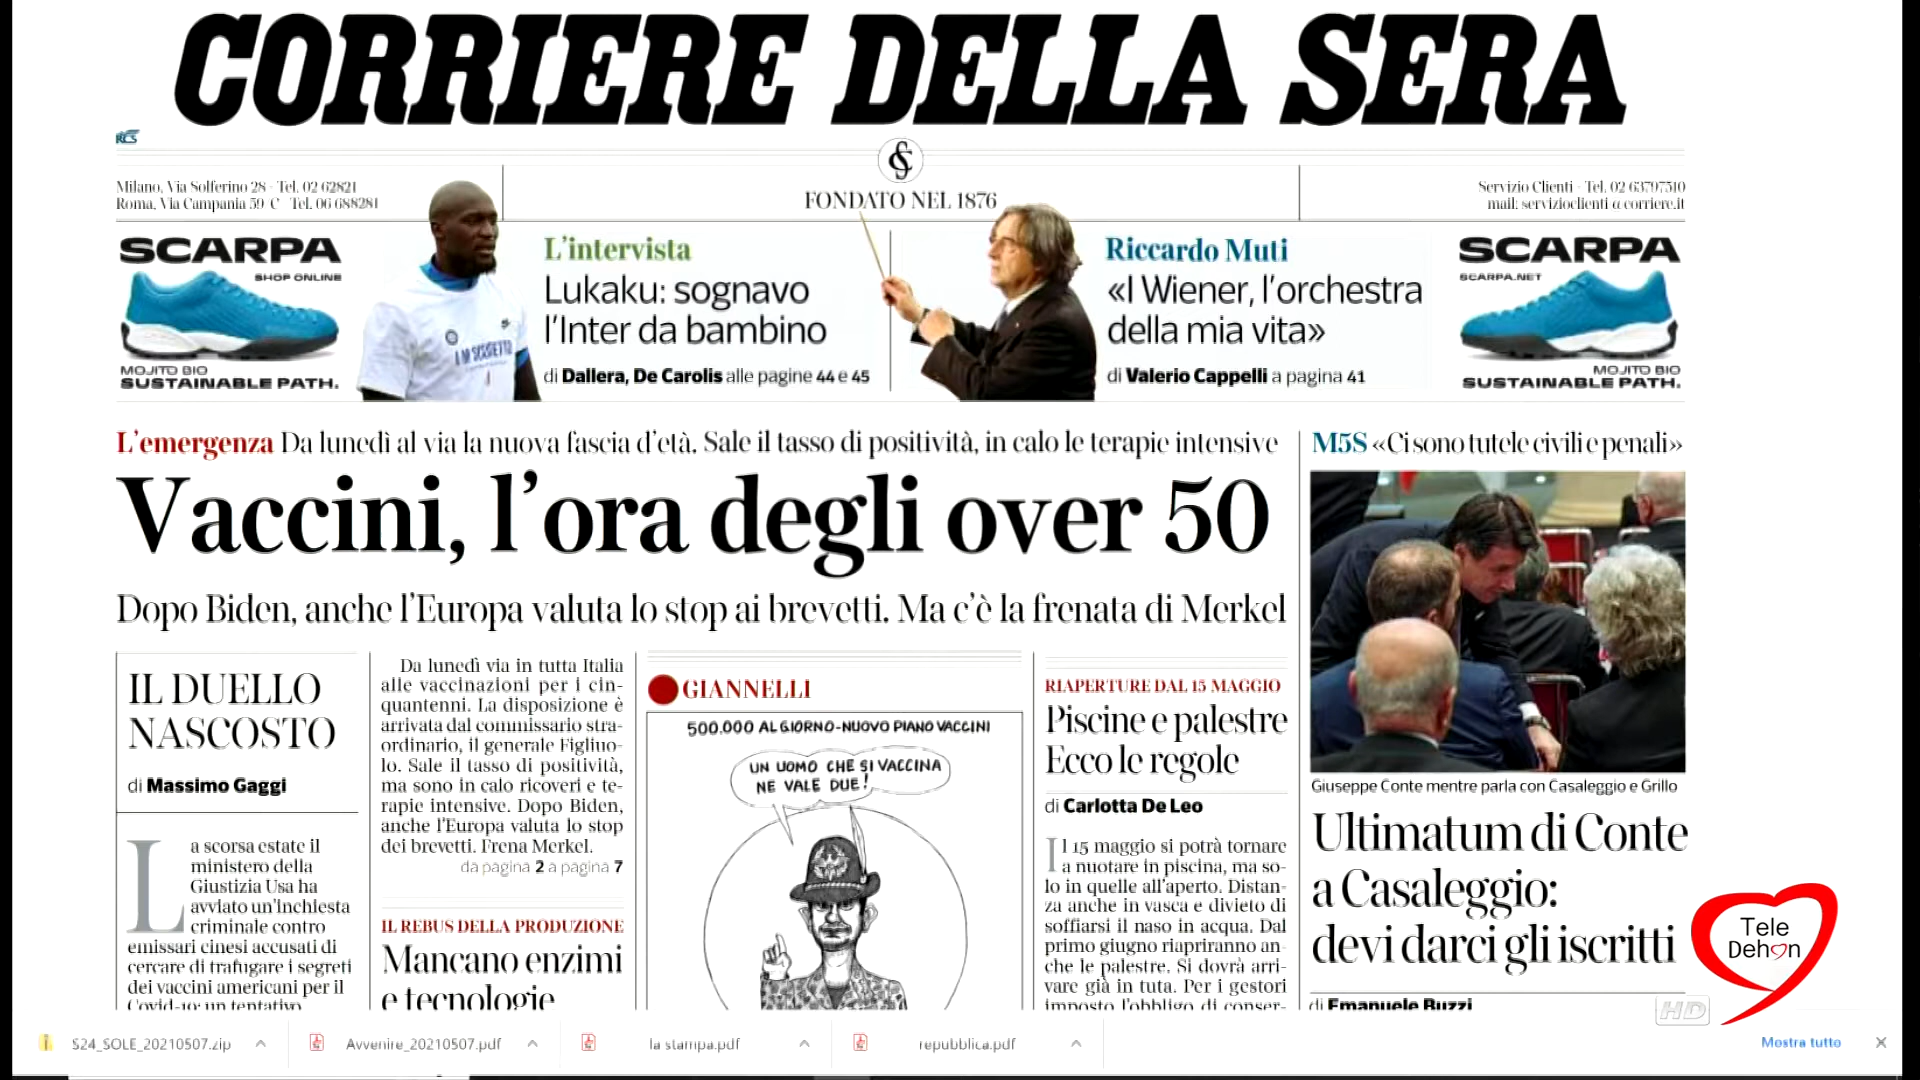 CORRIERE DELLA SERA
RCS
Milano, Via Solferino 28 - Tel. 02 62821
Roma, Via Campania 59 C - Tel. 06 688281
FONDATO NEL 1876
Servizio Clienti - Tel. 02 63797510
mail: servizioclienti@corriere.it
SCARPA
SHOP ONLINE
MOJITO BIO
SUSTAINABLE PATH.
L'intervista
Lukaku: sognavo
l'Inter da bambino
di Dallera, De Carolis alle pagine 44 e 45
Riccardo Muti
«I Wiener, l'orchestra
della mia vita»
di Valerio Cappelli a pagina 41
SCARPA
SCARPA.NET
MOJITO BIO
SUSTAINABLE PATH.
L'emergenza Da lunedì al via la nuova fascia d'età. Sale il tasso di positività, in calo le terapie intensive
Vaccini, l'ora degli over 50
Dopo Biden, anche l'Europa valuta lo stop ai brevetti. Ma c'è la frenata di Merkel
IL DUELLO
NASCOSTO
di Massimo Gaggi
La scorsa estate il
ministero della
Giustizia Usa ha
avviato un'inchiesta
criminale contro
emissari cinesi accusati di
cercare di trafugare i segreti
dei vaccini americani per il
Covid-19: un tentativo
Da lunedì via in tutta Italia
alle vaccinazioni per i cin-
quantenni. La disposizione è
arrivata dal commissario stra-
ordinario, il generale Figliuo-
lo. Sale il tasso di positività,
ma sono in calo ricoveri e te-
rapie intensive. Dopo Biden,
anche l'Europa valuta lo stop
dei brevetti. Frena Merkel.
da pagina 2 a pagina 7
IL REBUS DELLA PRODUZIONE
Mancano enzimi
e tecnologie
GIANNELLI
500.000 AL GIORNO-NUOVO PIANO VACCINI
UN UOMO CHE SI VACCINA
NE VALE DUE!
RIAPERTURE DAL 15 MAGGIO
Piscine e palestre
Ecco le regole
di Carlotta De Leo
Il 15 maggio si potrà tornare
a nuotare in piscina, ma so-
lo in quelle all'aperto. Distan-
za anche in vasca e divieto di
soffiarsi il naso in acqua. Dal
primo giugno riapriranno an-
che le palestre. Si dovrà arri-
vare già in tuta. Per i gestori
imposto l'obbligo di conser-
M5S «Ci sono tutele civili e penali»
Giuseppe Conte mentre parla con Casaleggio e Grillo
Ultimatum di Conte
a Casaleggio:
devi darci gli iscritti
di Emanuele Buzzi
Tele
Dehon
HD
S24_SOLE_20210507.zip
Avvenire_20210507.pdf
la stampa.pdf
repubblica.pdf
Mostra tutto